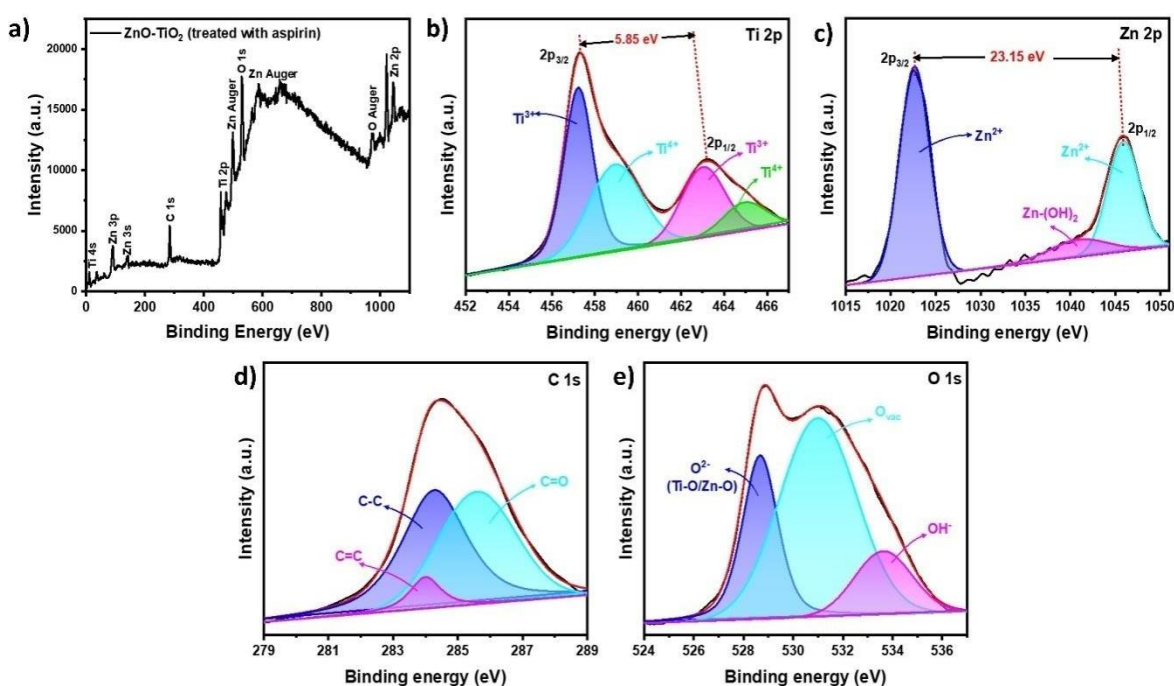 a)
ZnO-TiO₂ (treated with aspirin)
Intensity (a.u.)
20000
15000
10000
5000
0
Ti 4s
Zn 3p
Zn 3s
C 1s
Ti 2p
Zn Auger
O 1s
Zn Auger
O Auger
Zn 2p
0 200 400 600 800 1000
Binding Energy (eV)
b)
Ti 2p
5.85 eV
2p₃/₂
2p₁/₂
Ti³⁺
Ti⁴⁺
Ti³⁺
Ti⁴⁺
Intensity (a.u.)
452 454 456 458 460 462 464 466
Binding energy (eV)
c)
Zn 2p
23.15 eV
2p₃/₂
2p₁/₂
Zn²⁺
Zn²⁺
Zn-(OH)₂
Intensity (a.u.)
1015 1020 1025 1030 1035 1040 1045 1050
Binding energy (eV)
d)
C 1s
C-C
C=O
C=C
Intensity (a.u.)
279 281 283 285 287 289
Binding energy (eV)
e)
O 1s
O²⁻
(Ti-O/Zn-O)
Oᵥₐc
OH⁻
Intensity (a.u.)
524 526 528 530 532 534 536
Binding energy (eV)